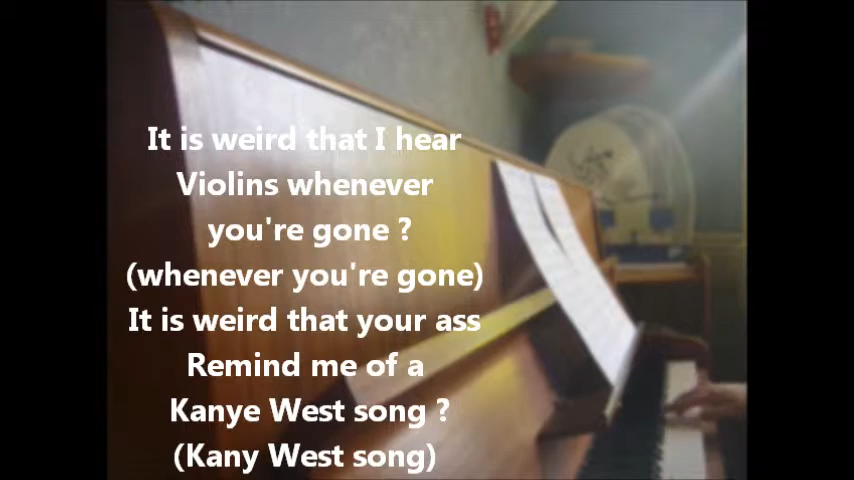 It is weird that I hear
Violins whenever
you're gone ?
(whenever you're gone)
It is weird that your ass
Remind me of a
Kanye West song ?
(Kany West song)